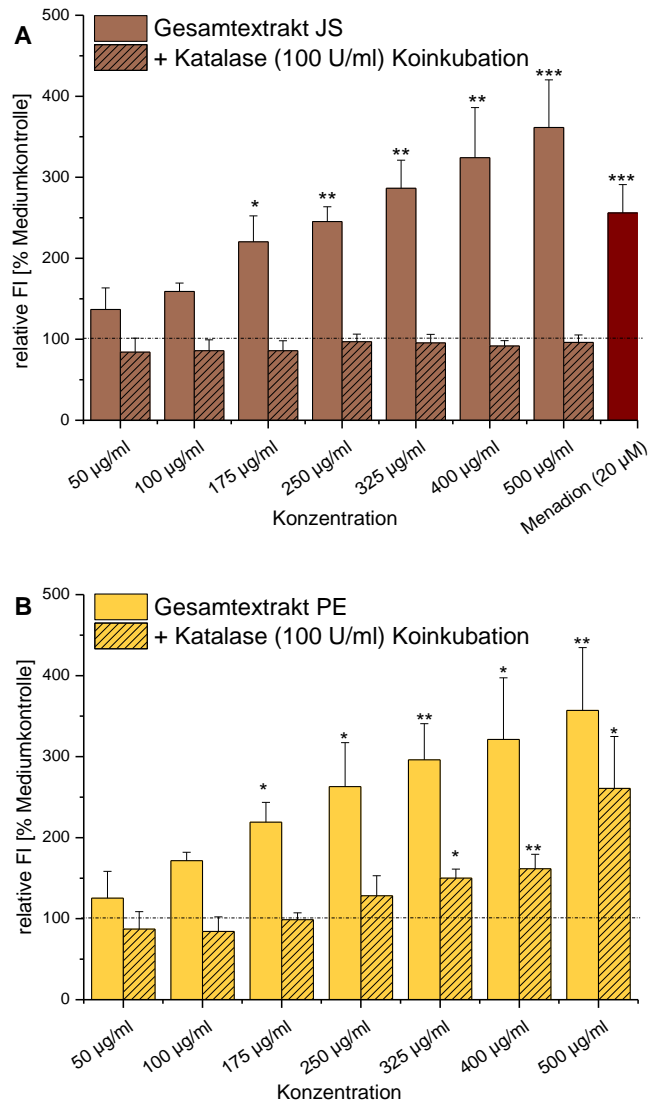 A
500
400
300
200
100
0
relative FI [% Mediumkontrolle]
Gesamtextrakt JS
+ Katalase (100 U/ml) Koinkubation
*
**
**
**
***
***
50 µg/ml
100 µg/ml
175 µg/ml
250 µg/ml
325 µg/ml
400 µg/ml
500 µg/ml
Menadion (20 µM)
Konzentration
B
500
400
300
200
100
0
relative FI [% Mediumkontrolle]
Gesamtextrakt PE
+ Katalase (100 U/ml) Koinkubation
*
*
**
*
*
**
**
*
50 µg/ml
100 µg/ml
175 µg/ml
250 µg/ml
325 µg/ml
400 µg/ml
500 µg/ml
Konzentration